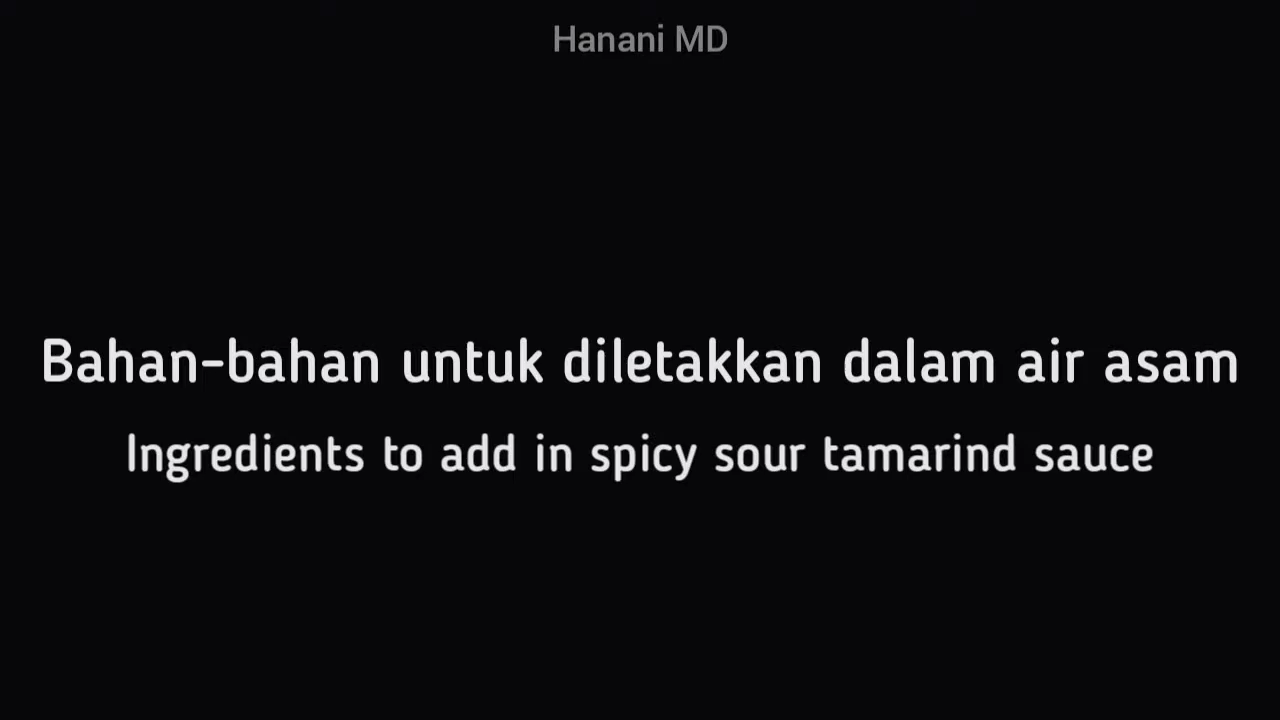 Hanani MD
Bahan-bahan untuk diletakkan dalam air asam
Ingredients to add in spicy sour tamarind sauce